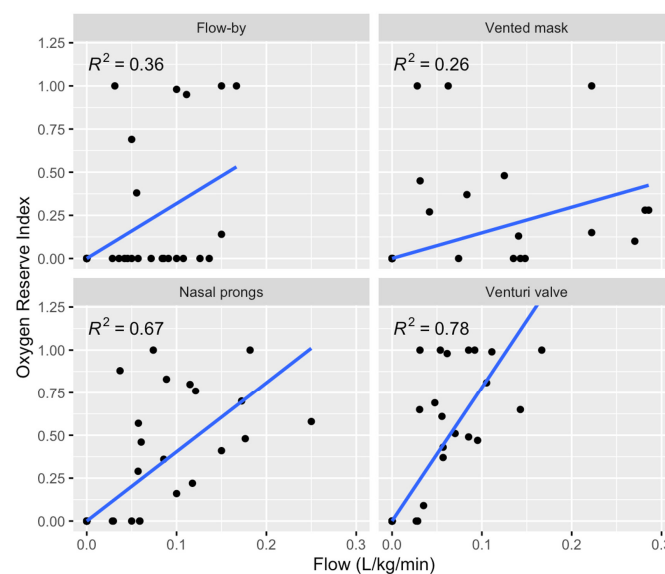 Flow-by
Vented mask
1.25
1.00
0.75
0.50
0.25
0.00
R² = 0.36
R² = 0.26
Nasal prongs
Venturi valve
1.25
1.00
0.75
0.50
0.25
0.00
R² = 0.67
R² = 0.78
0.0 0.1 0.2 0.3 0.0 0.1 0.2 0.3
Flow (L/kg/min)
Oxygen Reserve Index